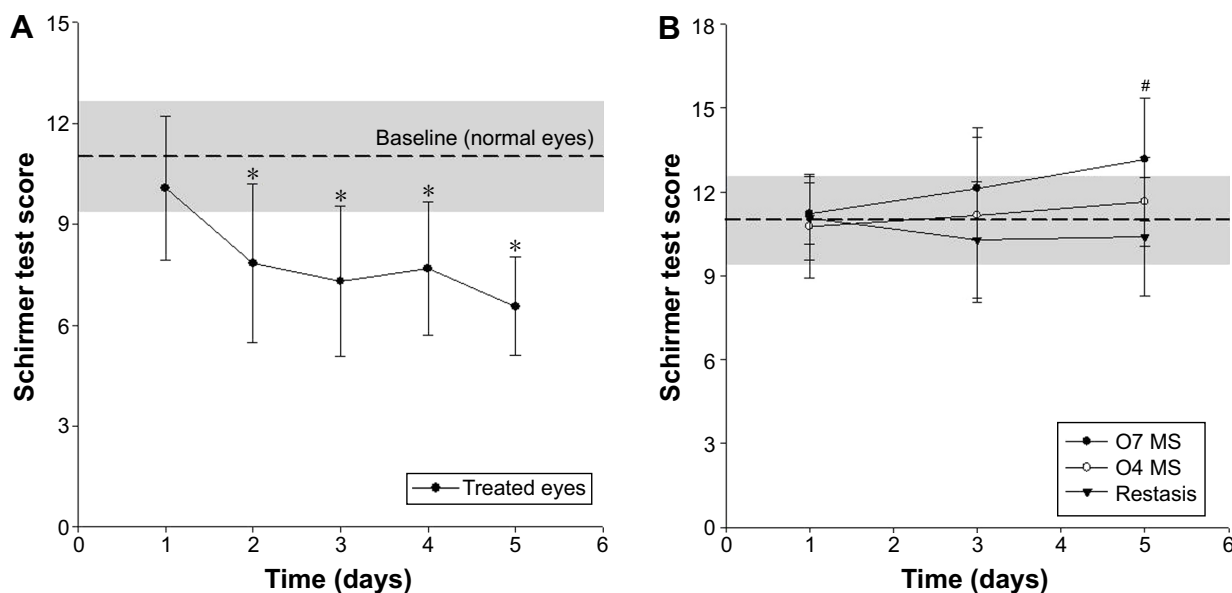 A
15
12
9
6
3
0
Schirmer test score
Baseline (normal eyes)
*
*
*
*
Treated eyes
0 1 2 3 4 5 6
Time (days)
B
18
15
12
9
6
3
0
Schirmer test score
#
O7 MS
O4 MS
Restasis
0 1 2 3 4 5 6
Time (days)